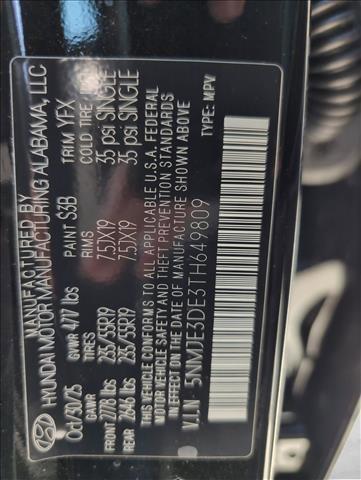 MANUFACTURED BY
HYUNDAI MOTOR MANUFACTURING ALABAMA, LLC
Oct/30/25 GVWR 4717 lbs PAINT S3B TRIM YFX
GAWR TIRES RIMS COLD TIRE
FRONT 2778 lbs 235/55R19 7.5JX19 35 psi SINGLE
REAR 2646 lbs 235/55R19 7.5JX19 35 psi SINGLE
THIS VEHICLE CONFORMS TO ALL APPLICABLE U.S.A. FEDERAL
MOTOR VEHICLE SAFETY AND THEFT PREVENTION STANDARDS IN
EFFECT ON THE DATE OF MANUFACTURE SHOWN ABOVE.
V.I.N : 5NMJE3DE3TH649809 TYPE: MPV